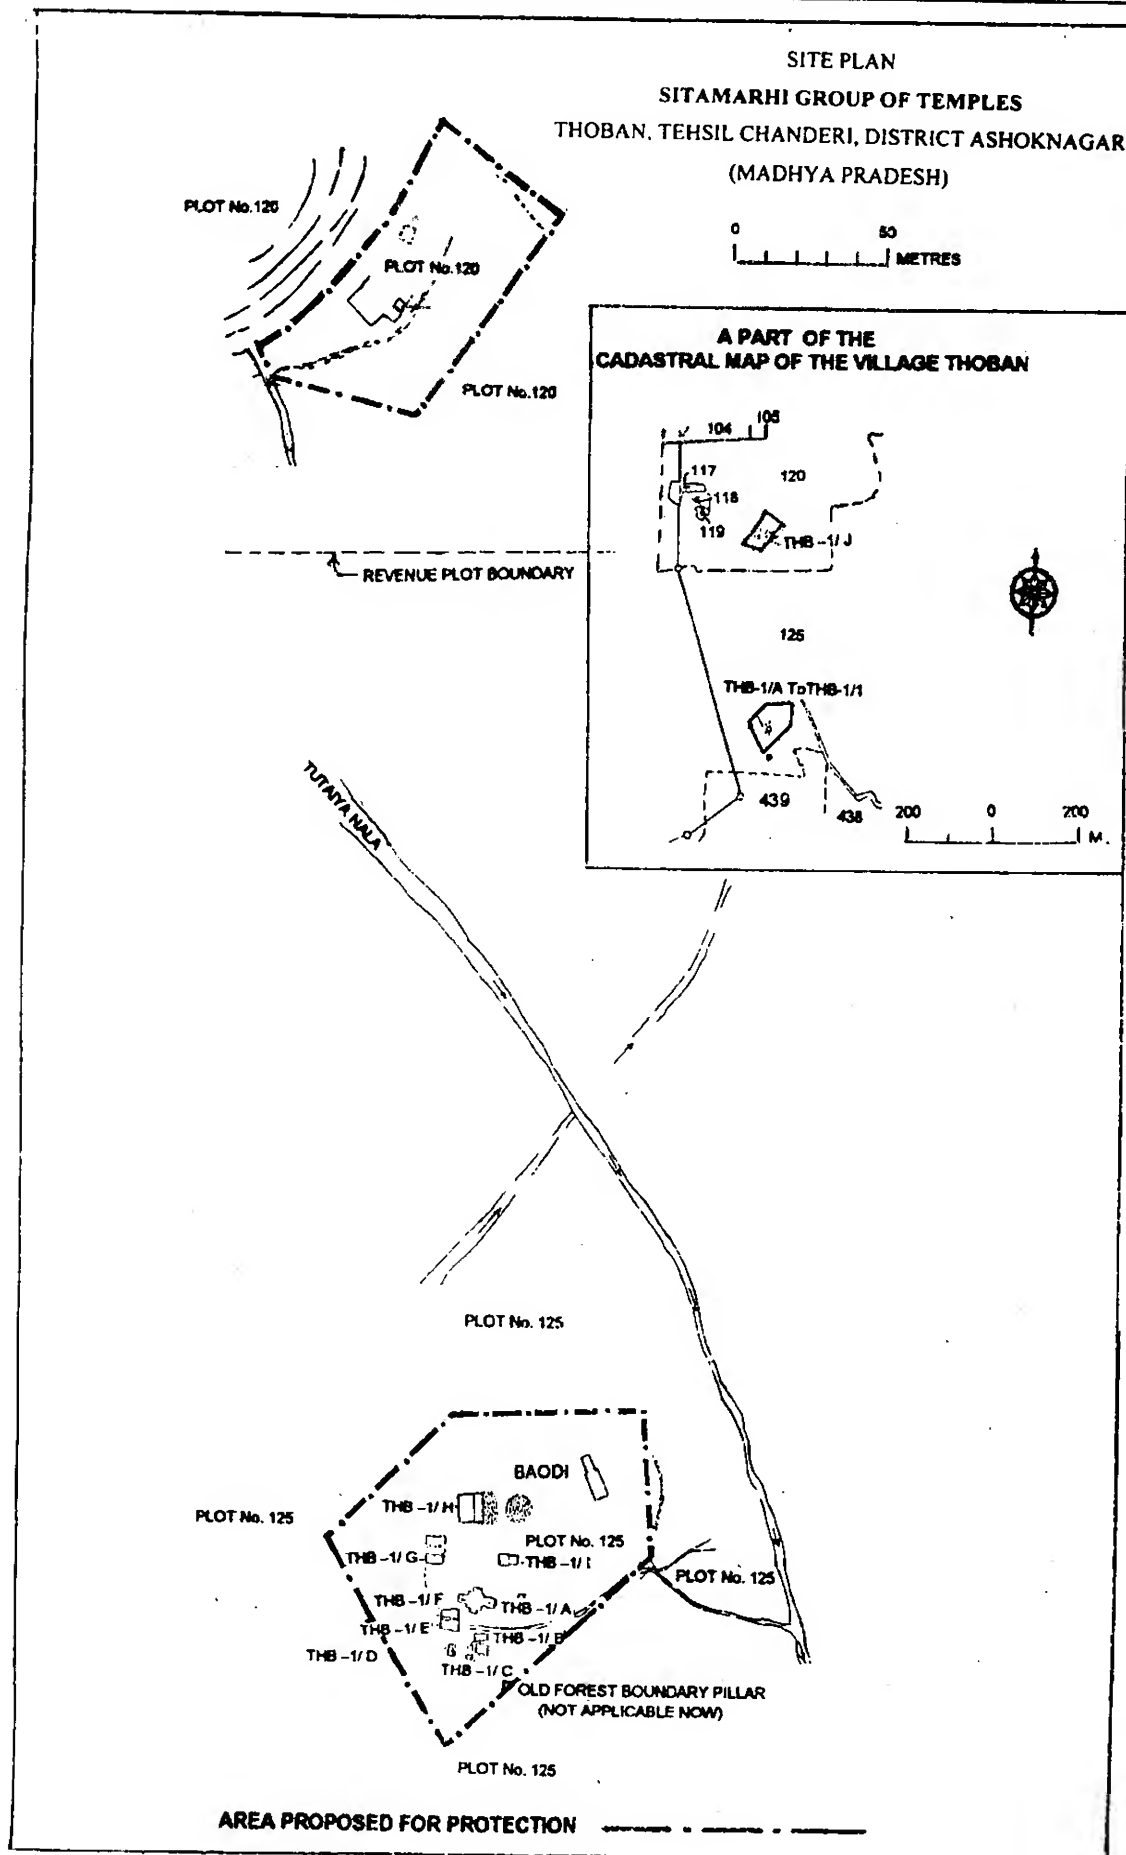 SITE PLAN
SITAMARHI GROUP OF TEMPLES
THOBAN. TEHSIL CHANDERI, DISTRICT ASHOKNAGAR
(MADHYA PRADESH)
0 50
METRES
PLOT No.120
PLOT No.120
PLOT No.120
REVENUE PLOT BOUNDARY
A PART OF THE
CADASTRAL MAP OF THE VILLAGE THOBAN
104 105
117
120
118
119
THB -1/ J
125
THB-1/A To THB-1/1
439
438
200 0 200
M.
TUTAIYA NALA
PLOT No. 125
BAODI
THB -1/ H
PLOT No. 125
PLOT No. 125
THB -1/ G
THB -1/ I
PLOT No. 125
THB -1/ F
THB -1/ A
THB -1/ E
THB -1/ B
THB -1/ D
THB -1/ C
OLD FOREST BOUNDARY PILLAR
(NOT APPLICABLE NOW)
PLOT No. 125
AREA PROPOSED FOR PROTECTION